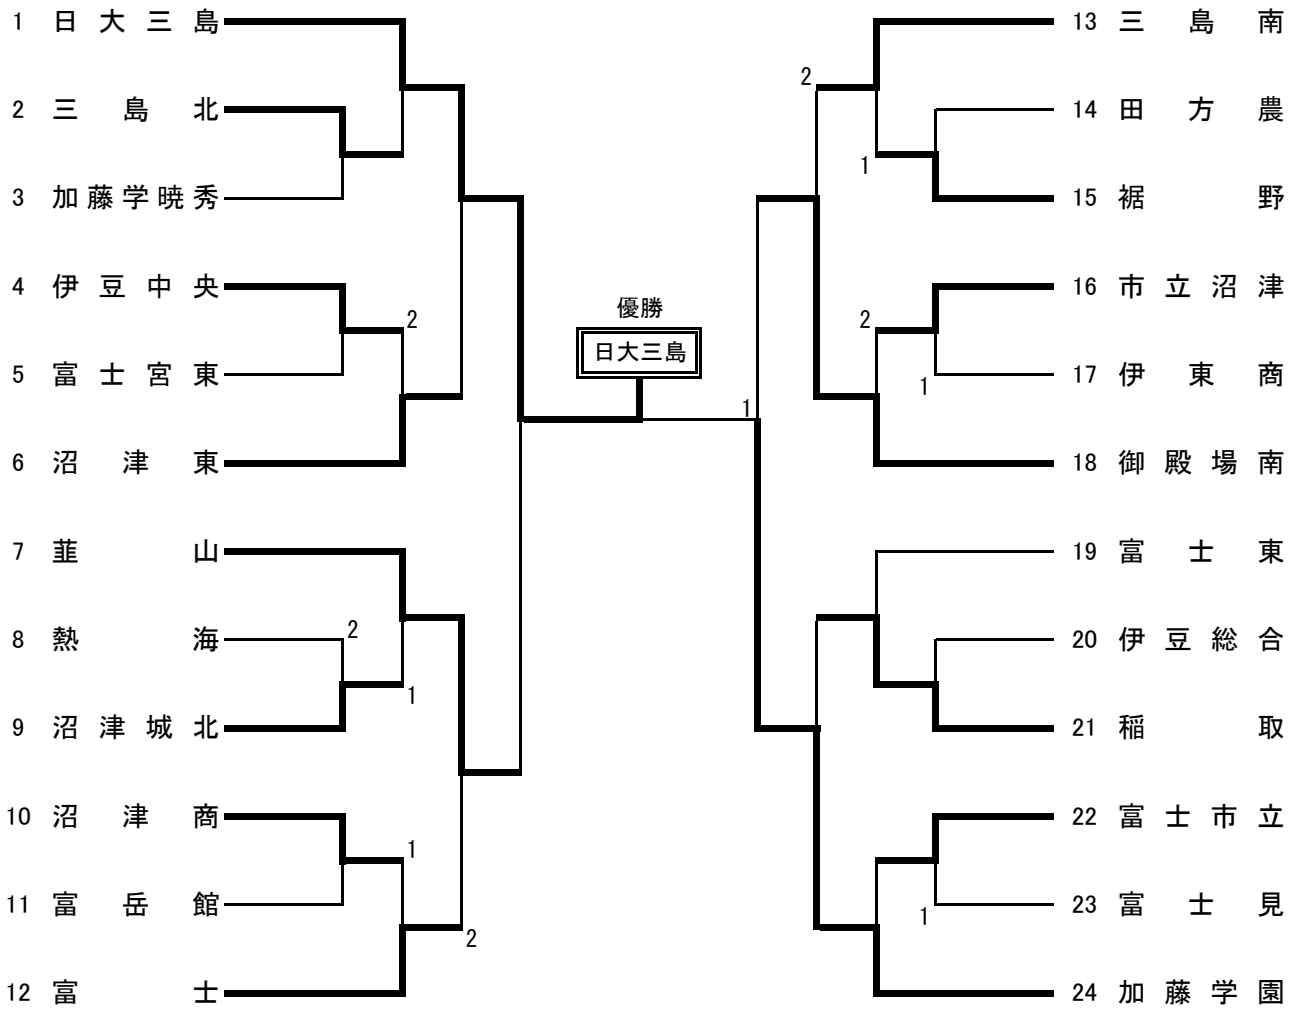 1 日大三島
2 三島北
3 加藤学暁秀
4 伊豆中央
2
5 富士宮東
6 沼津東
7 韮山
8 熱海
2
1
9 沼津城北
10 沼津商
1
11 富岳館
2
12 富士
優勝
日大三島
1
13 三島南
2
14 田方農
1
15 裾野
16 市立沼津
2
17 伊東商
1
18 御殿場南
19 富士東
20 伊豆総合
21 稲取
22 富士市立
23 富士見
1
24 加藤学園